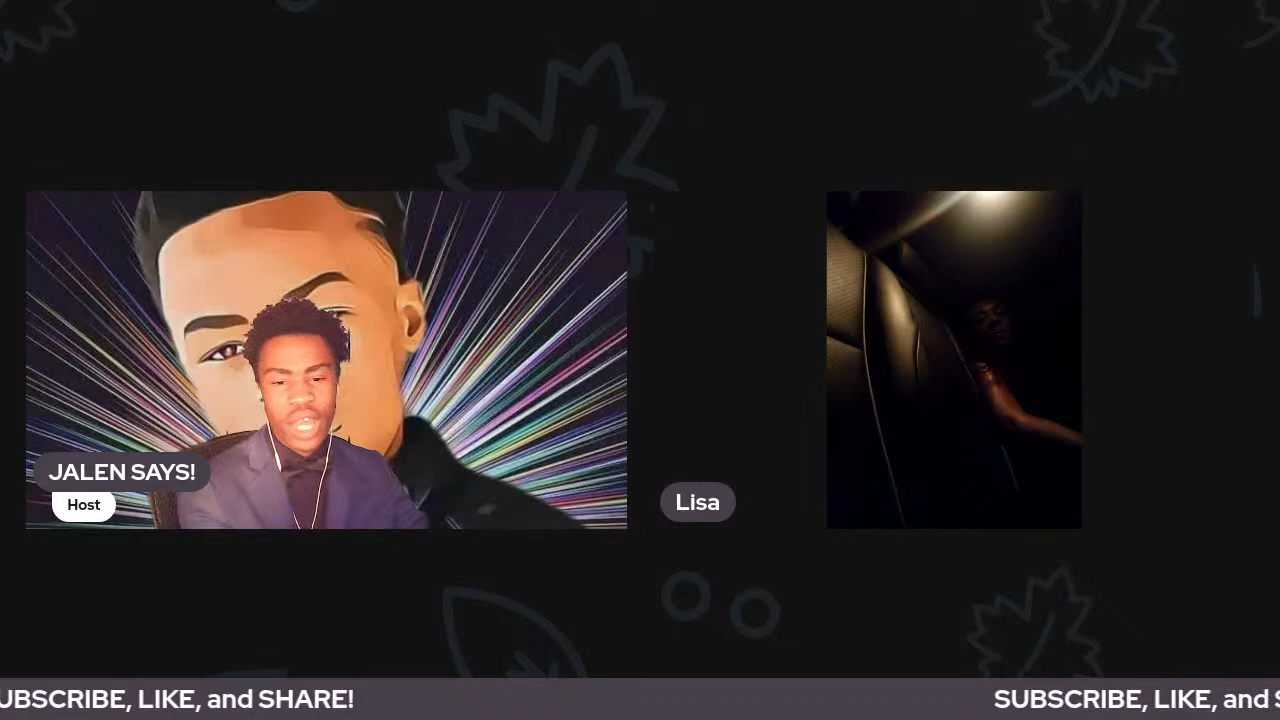 JALEN SAYS!
Host
Lisa
UBSCRIBE, LIKE, and SHARE!
SUBSCRIBE, LIKE, and S